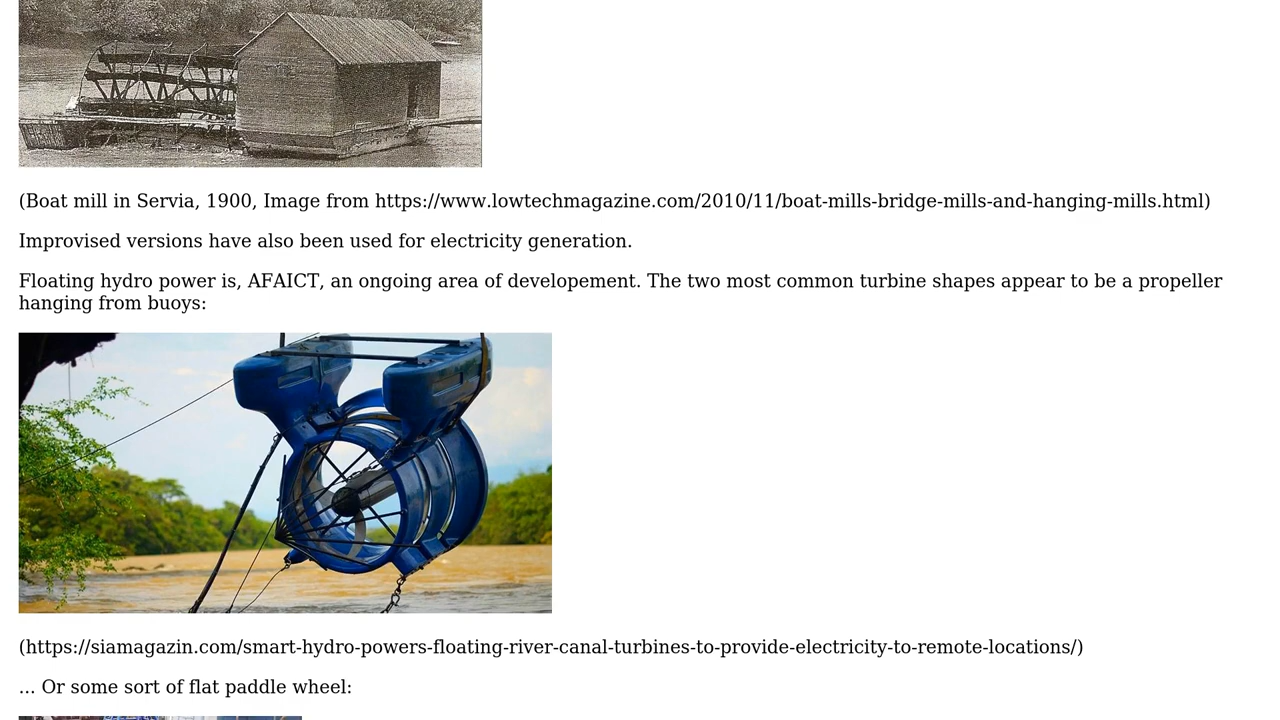 (Boat mill in Servia, 1900, Image from https://www.lowtechmagazine.com/2010/11/boat-mills-bridge-mills-and-hanging-mills.html)
Improvised versions have also been used for electricity generation.
Floating hydro power is, AFAICT, an ongoing area of developement. The two most common turbine shapes appear to be a propeller
hanging from buoys:
(https://siamagazin.com/smart-hydro-powers-floating-river-canal-turbines-to-provide-electricity-to-remote-locations/)
... Or some sort of flat paddle wheel: